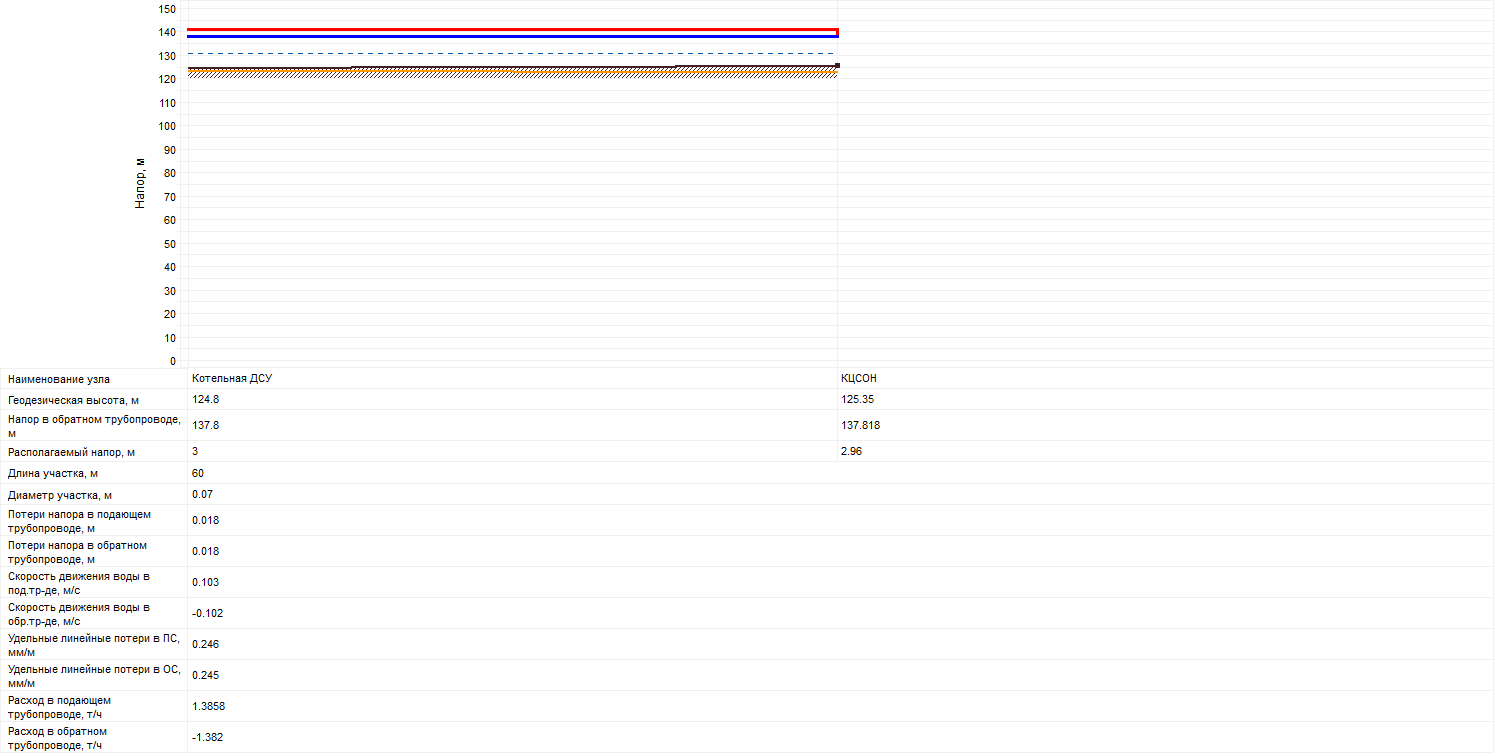 150
140
130
120
110
100
90
80
70
60
50
40
30
20
10
0
Напор, м
Наименование узла Котельная ДСУ КЦСОН
Геодезическая высота, м 124.8 125.35
Напор в обратном трубопроводе,
м 137.8 137.818
Располагаемый напор, м 3 2.96
Длина участка, м 60
Диаметр участка, м 0.07
Потери напора в подающем
трубопроводе, м 0.018
Потери напора в обратном
трубопроводе, м 0.018
Скорость движения воды в
под.тр-де, м/с 0.103
Скорость движения воды в
обр.тр-де, м/с -0.102
Удельные линейные потери в ПС,
мм/м 0.246
Удельные линейные потери в ОС,
мм/м 0.245
Расход в подающем
трубопроводе, т/ч 1.3858
Расход в обратном
трубопроводе, т/ч -1.382